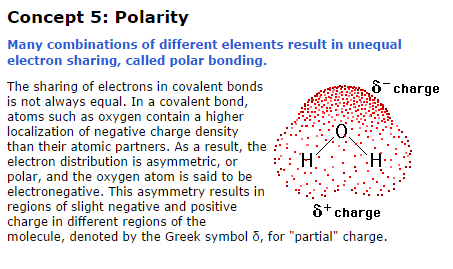 Concept 5: Polarity
Many combinations of different elements result in unequal
electron sharing, called polar bonding.
The sharing of electrons in covalent bonds
is not always equal. In a covalent bond,
atoms such as oxygen contain a higher
localization of negative charge density
than their atomic partners. As a result, the
electron distribution is asymmetric, or
polar, and the oxygen atom is said to be
electronegative. This asymmetry results in
regions of slight negative and positive
charge in different regions of the
molecule, denoted by the Greek symbol δ, for "partial" charge.
δ⁻ charge
O
H H
δ⁺ charge